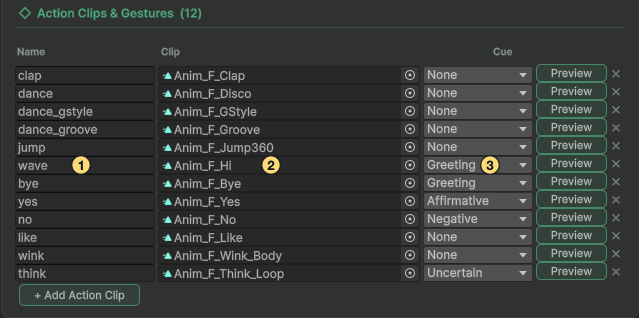 Action Clips & Gestures (12)
Name Clip Cue
clap Anim_F_Clap None Preview
dance Anim_F_Disco None Preview
dance_gstyle Anim_F_GStyle None Preview
dance_groove Anim_F_Groove None Preview
jump Anim_F_Jump360 None Preview
wave 1 Anim_F_Hi 2 Greeting 3 Preview
bye Anim_F_Bye Greeting Preview
yes Anim_F_Yes Affirmative Preview
no Anim_F_No Negative Preview
like Anim_F_Like None Preview
wink Anim_F_Wink_Body None Preview
think Anim_F_Think_Loop Uncertain Preview
+ Add Action Clip